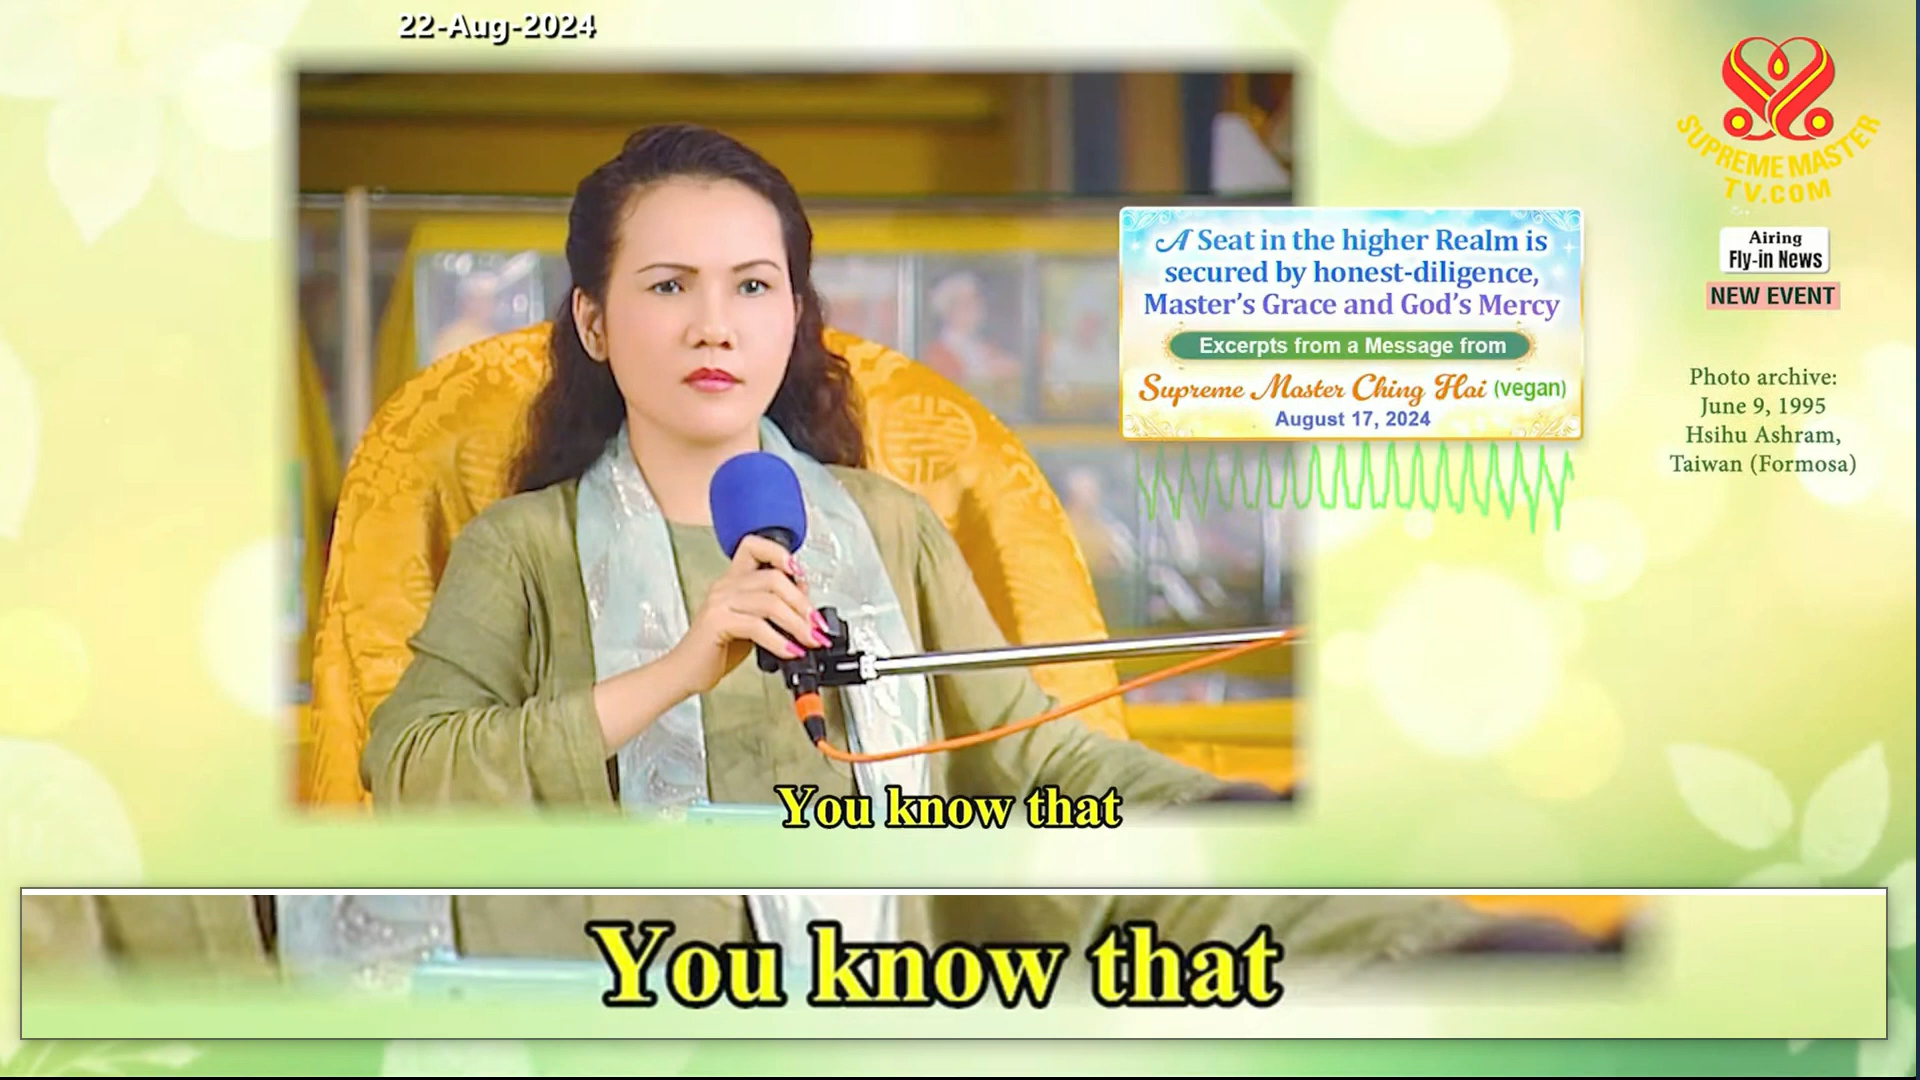 22-Aug-2024
SUPREME MASTER
TV.COM
Airing
Fly-in News
NEW EVENT
A Seat in the higher Realm is
secured by honest-diligence,
Master's Grace and God's Mercy
Excerpts from a Message from
Supreme Master Ching Hai (vegan)
August 17, 2024
Photo archive:
June 9, 1995
Hsihu Ashram,
Taiwan (Formosa)
You know that
You know that